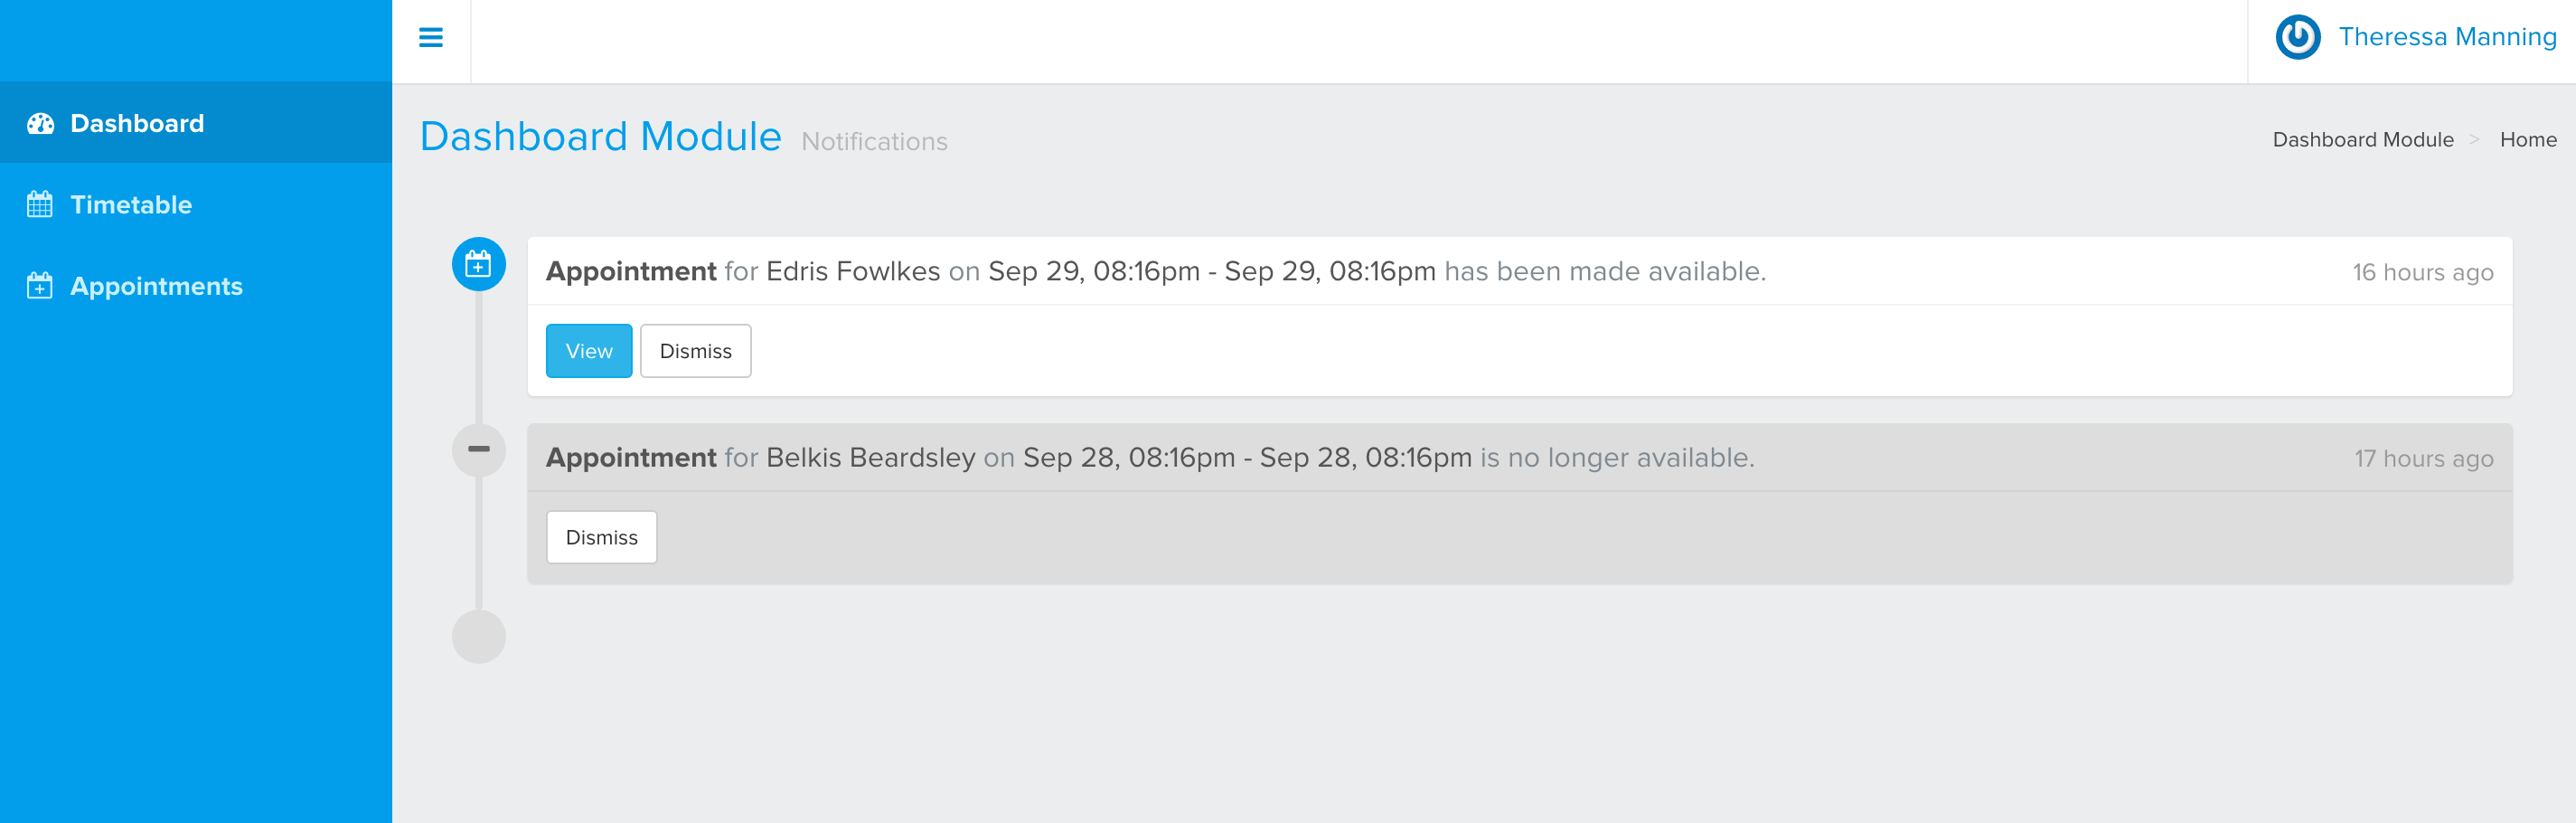 Theressa Manning
Dashboard
Timetable
Appointments
Dashboard Module Notifications
Dashboard Module > Home
Appointment for Edris Fowlkes on Sep 29, 08:16pm - Sep 29, 08:16pm has been made available. 16 hours ago
View Dismiss
Appointment for Belkis Beardsley on Sep 28, 08:16pm - Sep 28, 08:16pm is no longer available. 17 hours ago
Dismiss